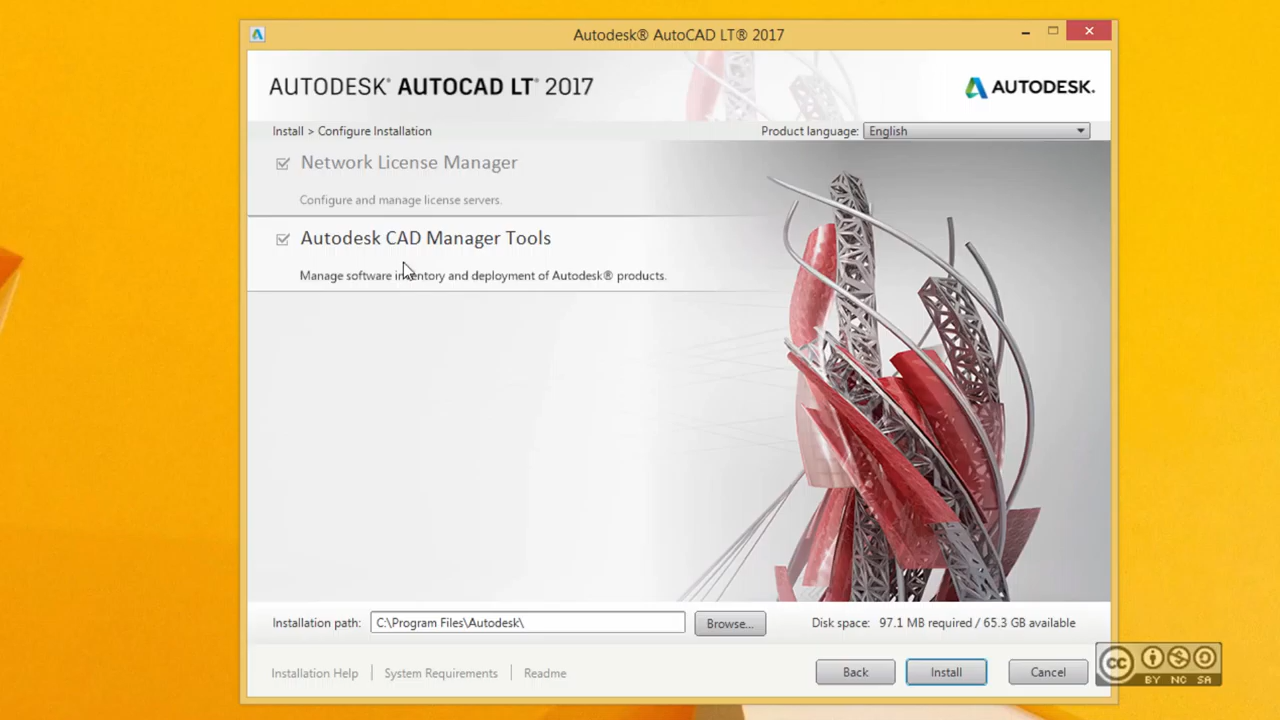 Autodesk® AutoCAD LT® 2017
AUTODESK® AUTOCAD LT® 2017
AUTODESK.
Install > Configure Installation
Product language: English
Network License Manager
Configure and manage license servers.
Autodesk CAD Manager Tools
Manage software inventory and deployment of Autodesk® products.
Installation path: C:\Program Files\Autodesk\ Browse... Disk space: 97.1 MB required / 65.3 GB available
Installation Help System Requirements Readme Back Install Cancel
cc BY NC SA